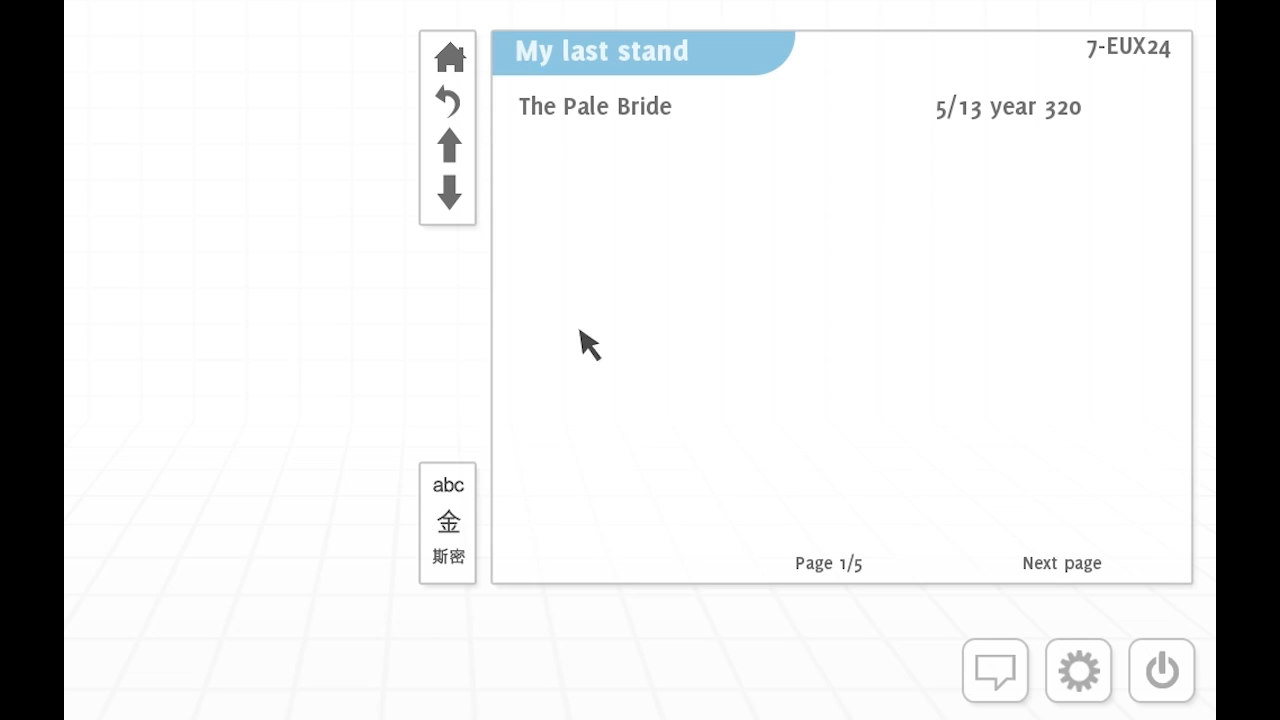 My last stand
7-EUX24
The Pale Bride
5/13 year 320
abc
金
斯密
Page 1/5
Next page